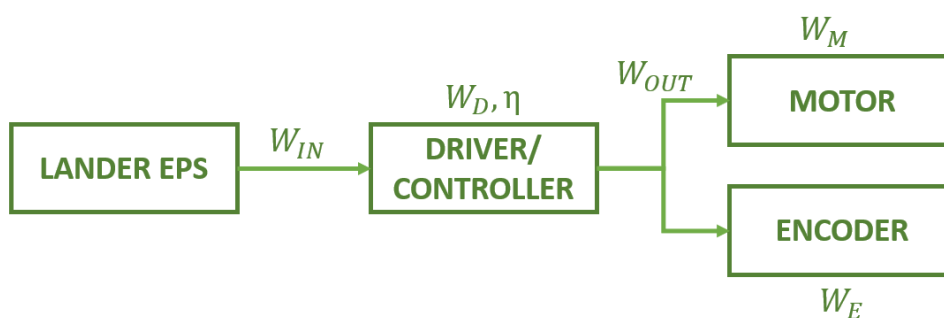 W_M
W_OUT
MOTOR
W_D, η
W_IN
DRIVER/
CONTROLLER
LANDER EPS
ENCODER
W_E